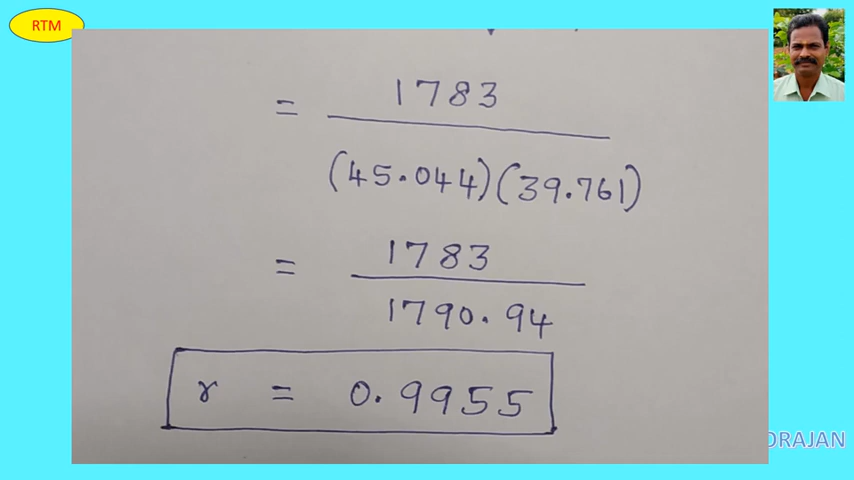 RTM
= 1783
(45.044)(39.761)
= 1783
1790.94
r = 0.9955
DRAJAN